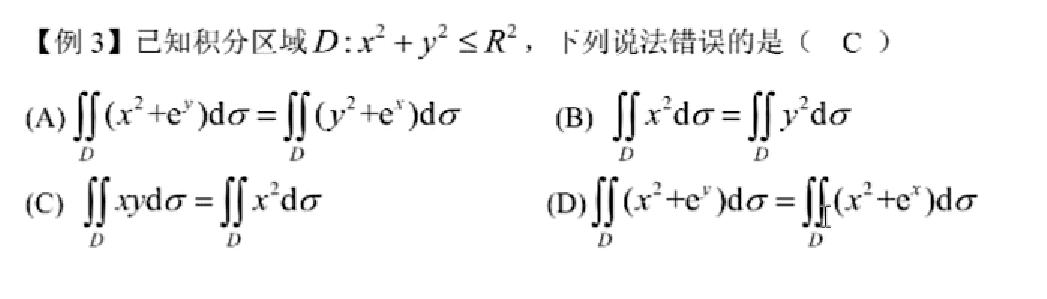 【例 3】已知积分区域 D : x² + y² ≤ R²，下列说法错误的是（ C ）
(A) ∬_D (x²+e^y)dσ = ∬_D (y²+e^x)dσ (B) ∬_D x²dσ = ∬_D y²dσ
(C) ∬_D xydσ = ∬_D x²dσ (D) ∬_D (x²+e^y)dσ = ∬_D (x²+e^x)dσ